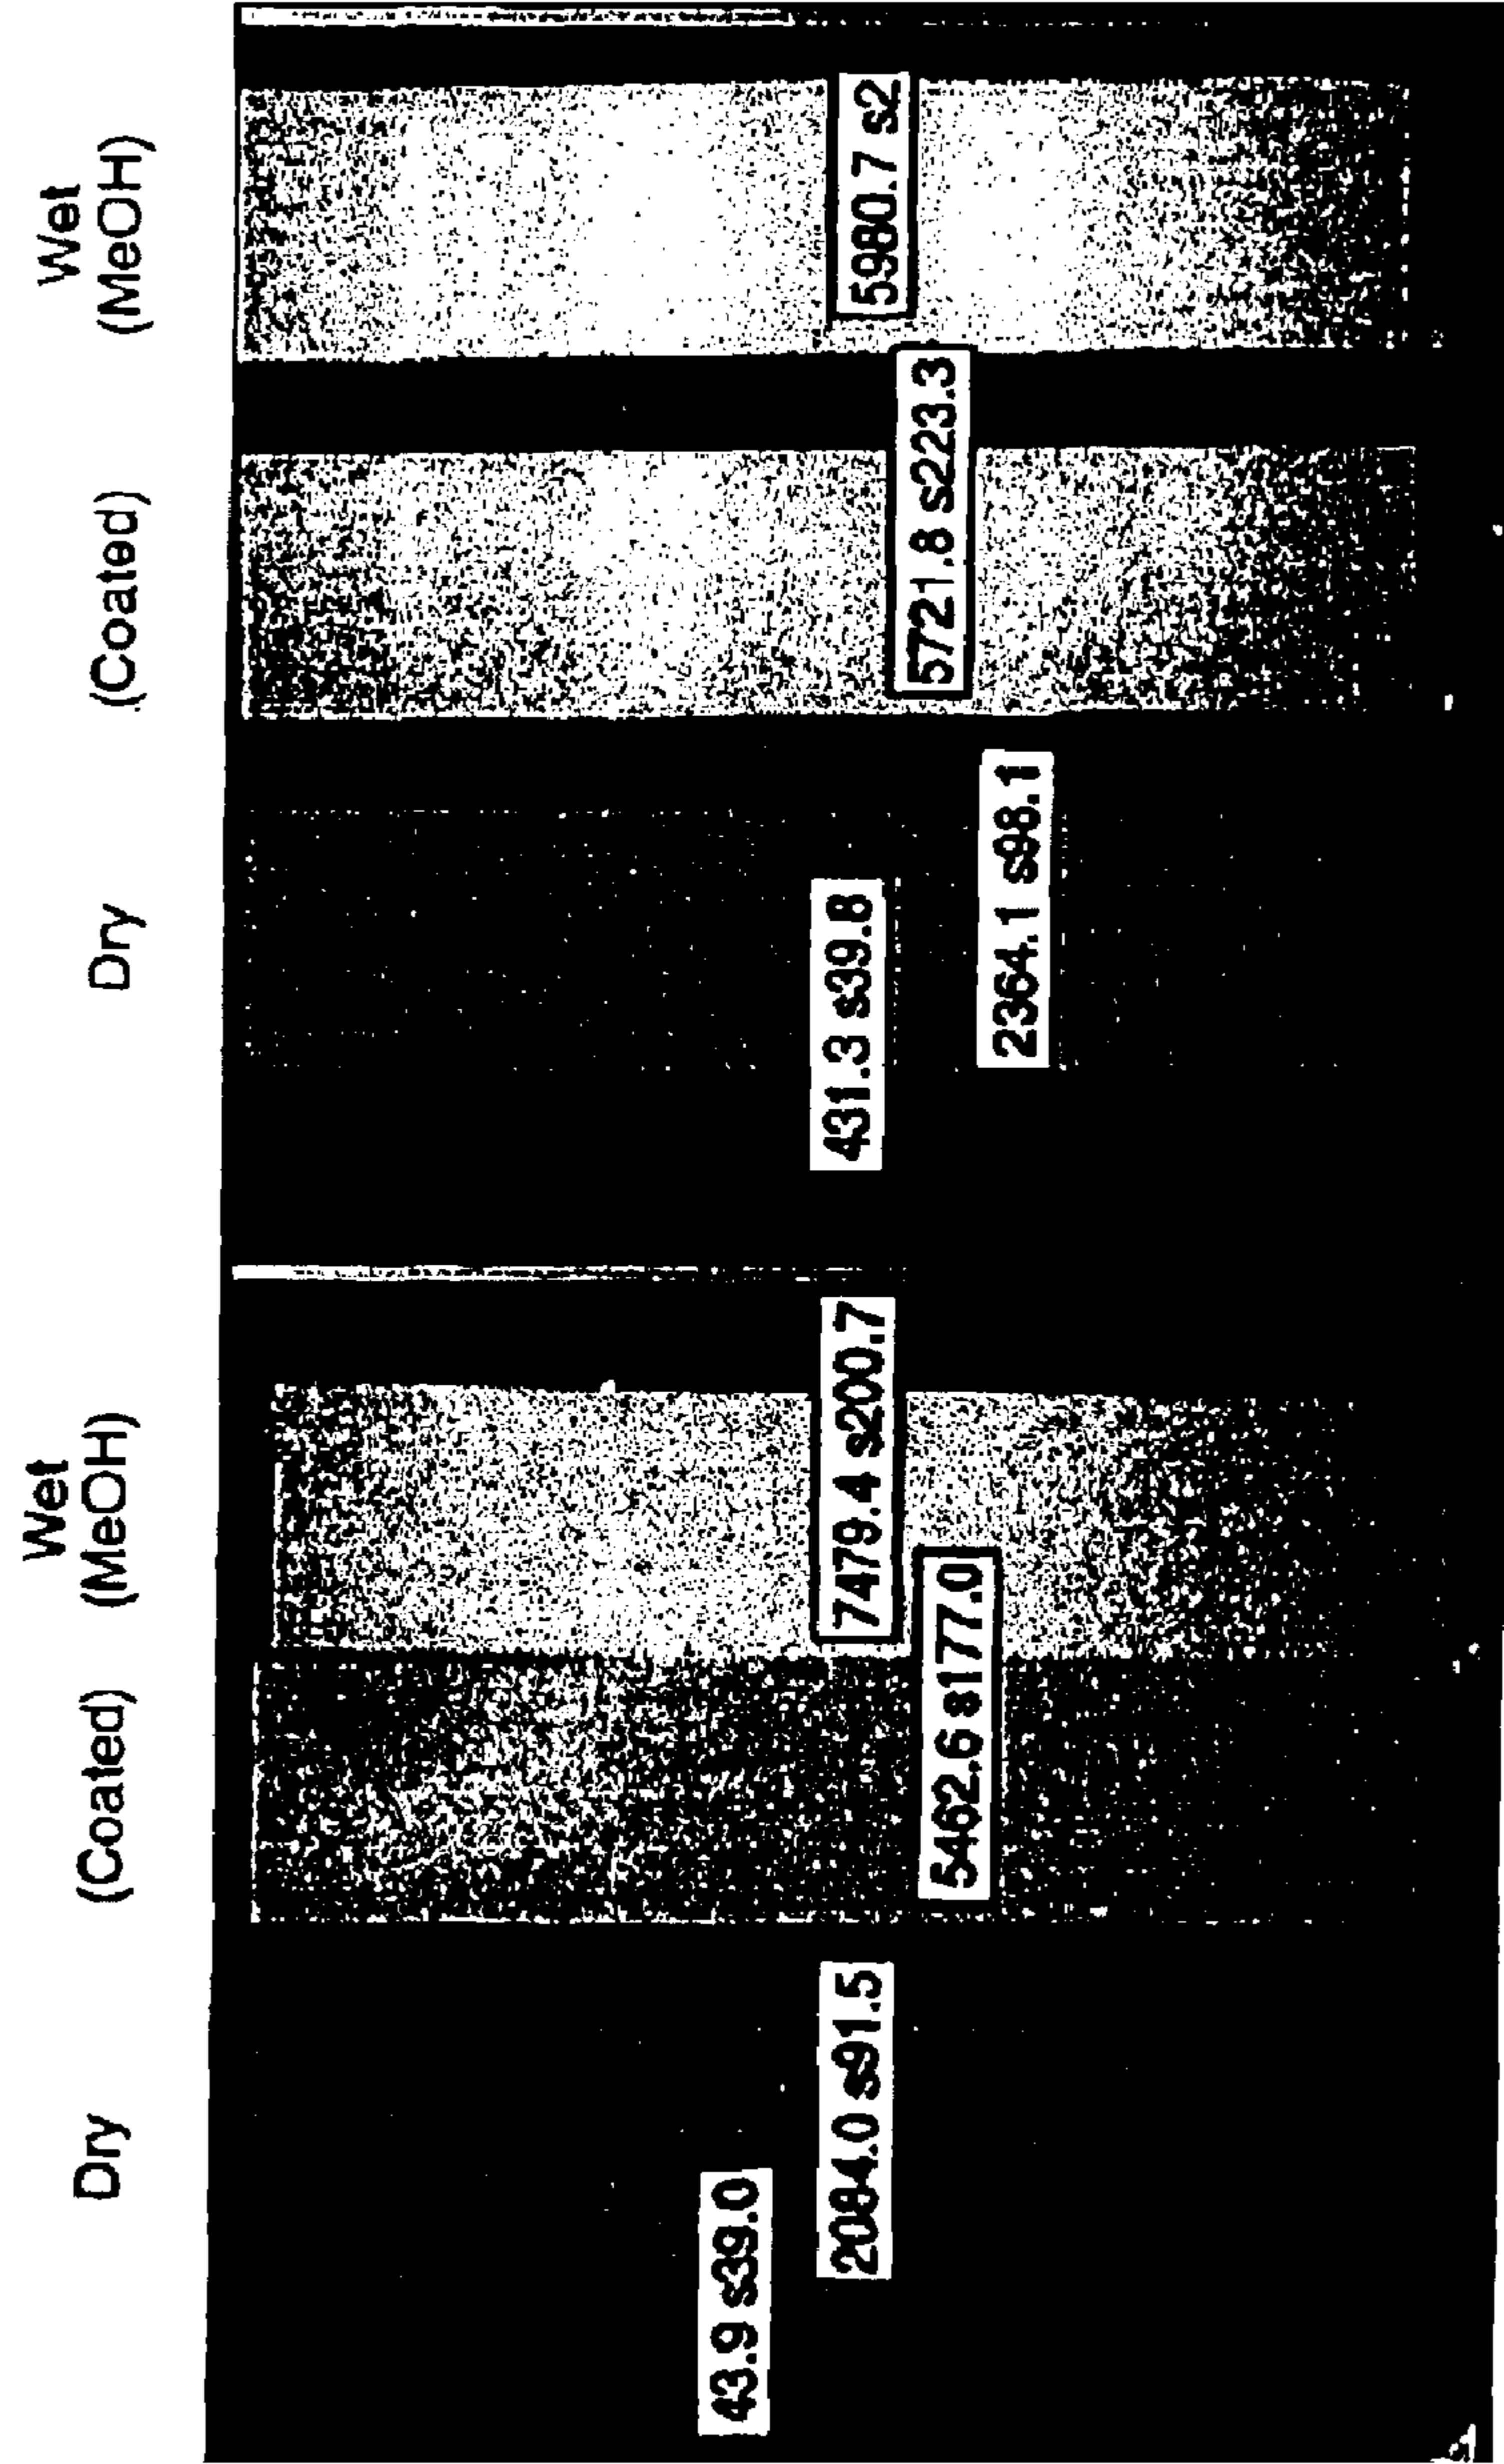 Dry
(Coated)
Wet
(MeOH)
Dry
(Coated)
Wet
(MeOH)
43.9 s39.0
2084.0 s91.5
5462.6 s177.0
7479.4 s200.7
431.3 s39.8
2364.1 s98.1
5721.8 s223.3
5980.7 s2